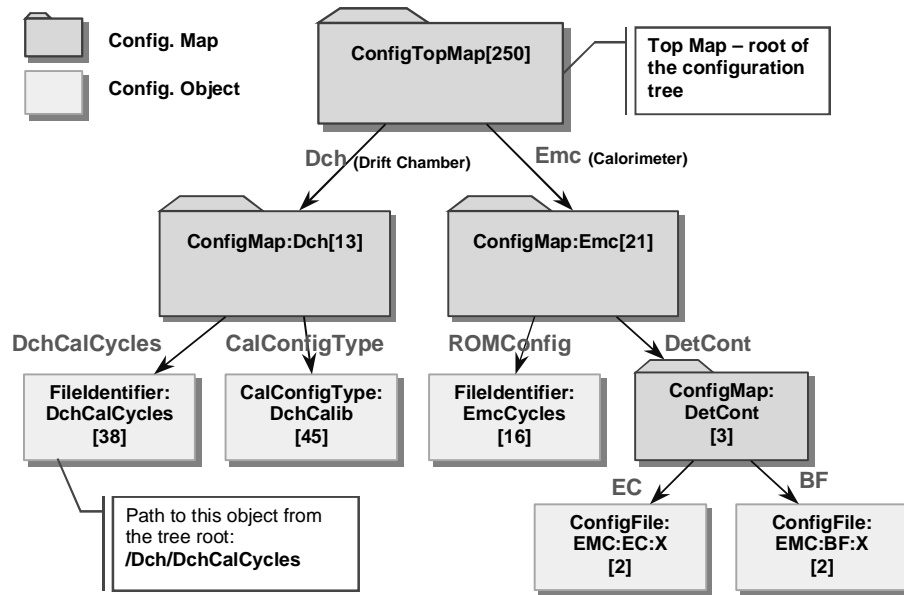 Config. Map
Config. Object
ConfigTopMap[250]
Top Map – root of
the configuration
tree
Dch (Drift Chamber)
Emc (Calorimeter)
ConfigMap:Dch[13]
ConfigMap:Emc[21]
DchCalCycles
CalConfigType
ROMConfig
DetCont
FileIdentifier:
DchCalCycles
[38]
CalConfigType:
DchCalib
[45]
FileIdentifier:
EmcCycles
[16]
ConfigMap:
DetCont
[3]
EC
BF
Path to this object from
the tree root:
/Dch/DchCalCycles
ConfigFile:
EMC:EC:X
[2]
ConfigFile:
EMC:BF:X
[2]